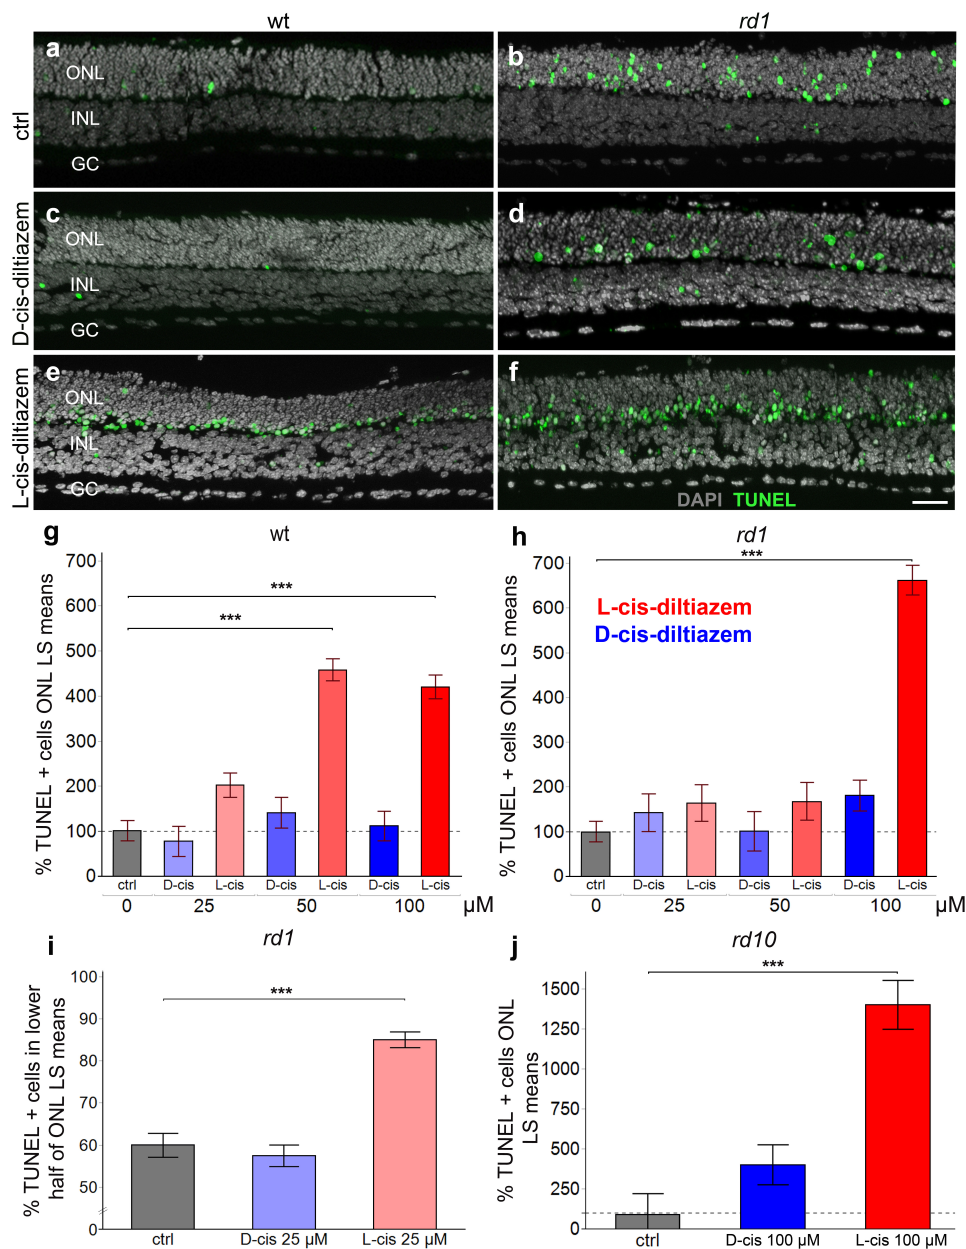 wt
rd1
ctrl
a
ONL
INL
GC
b
D-cis-diltiazem
c
ONL
INL
GC
d
L-cis-diltiazem
e
ONL
INL
GC
f
DAPI TUNEL
g
wt
% TUNEL + cells ONL LS means
700
600
500
400
300
200
100
0
***
***
ctrl D-cis L-cis D-cis L-cis D-cis L-cis
0 25 50 100 µM
h
rd1
% TUNEL + cells ONL LS means
700
600
500
400
300
200
100
0
***
L-cis-diltiazem
D-cis-diltiazem
ctrl D-cis L-cis D-cis L-cis D-cis L-cis
0 25 50 100 µM
i
rd1
% TUNEL + cells in lower
half of ONL LS means
100
90
80
70
60
50
0
***
ctrl D-cis 25 µM L-cis 25 µM
j
rd10
% TUNEL + cells ONL
LS means
1500
1250
1000
750
500
250
0
***
ctrl D-cis 100 µM L-cis 100 µM